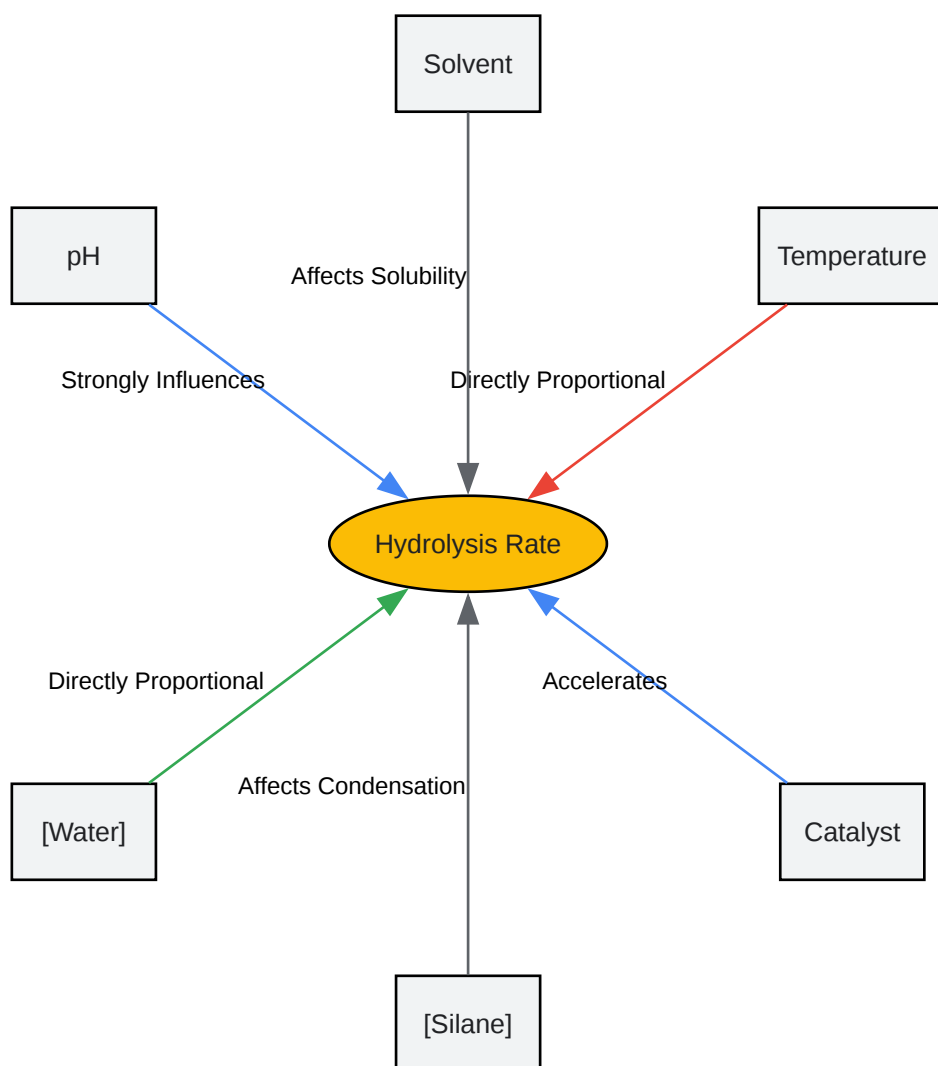 Solvent
pH
Temperature
Affects Solubility
Strongly Influences
Directly Proportional
Hydrolysis Rate
Directly Proportional
Accelerates
Affects Condensation
[Water]
Catalyst
[Silane]